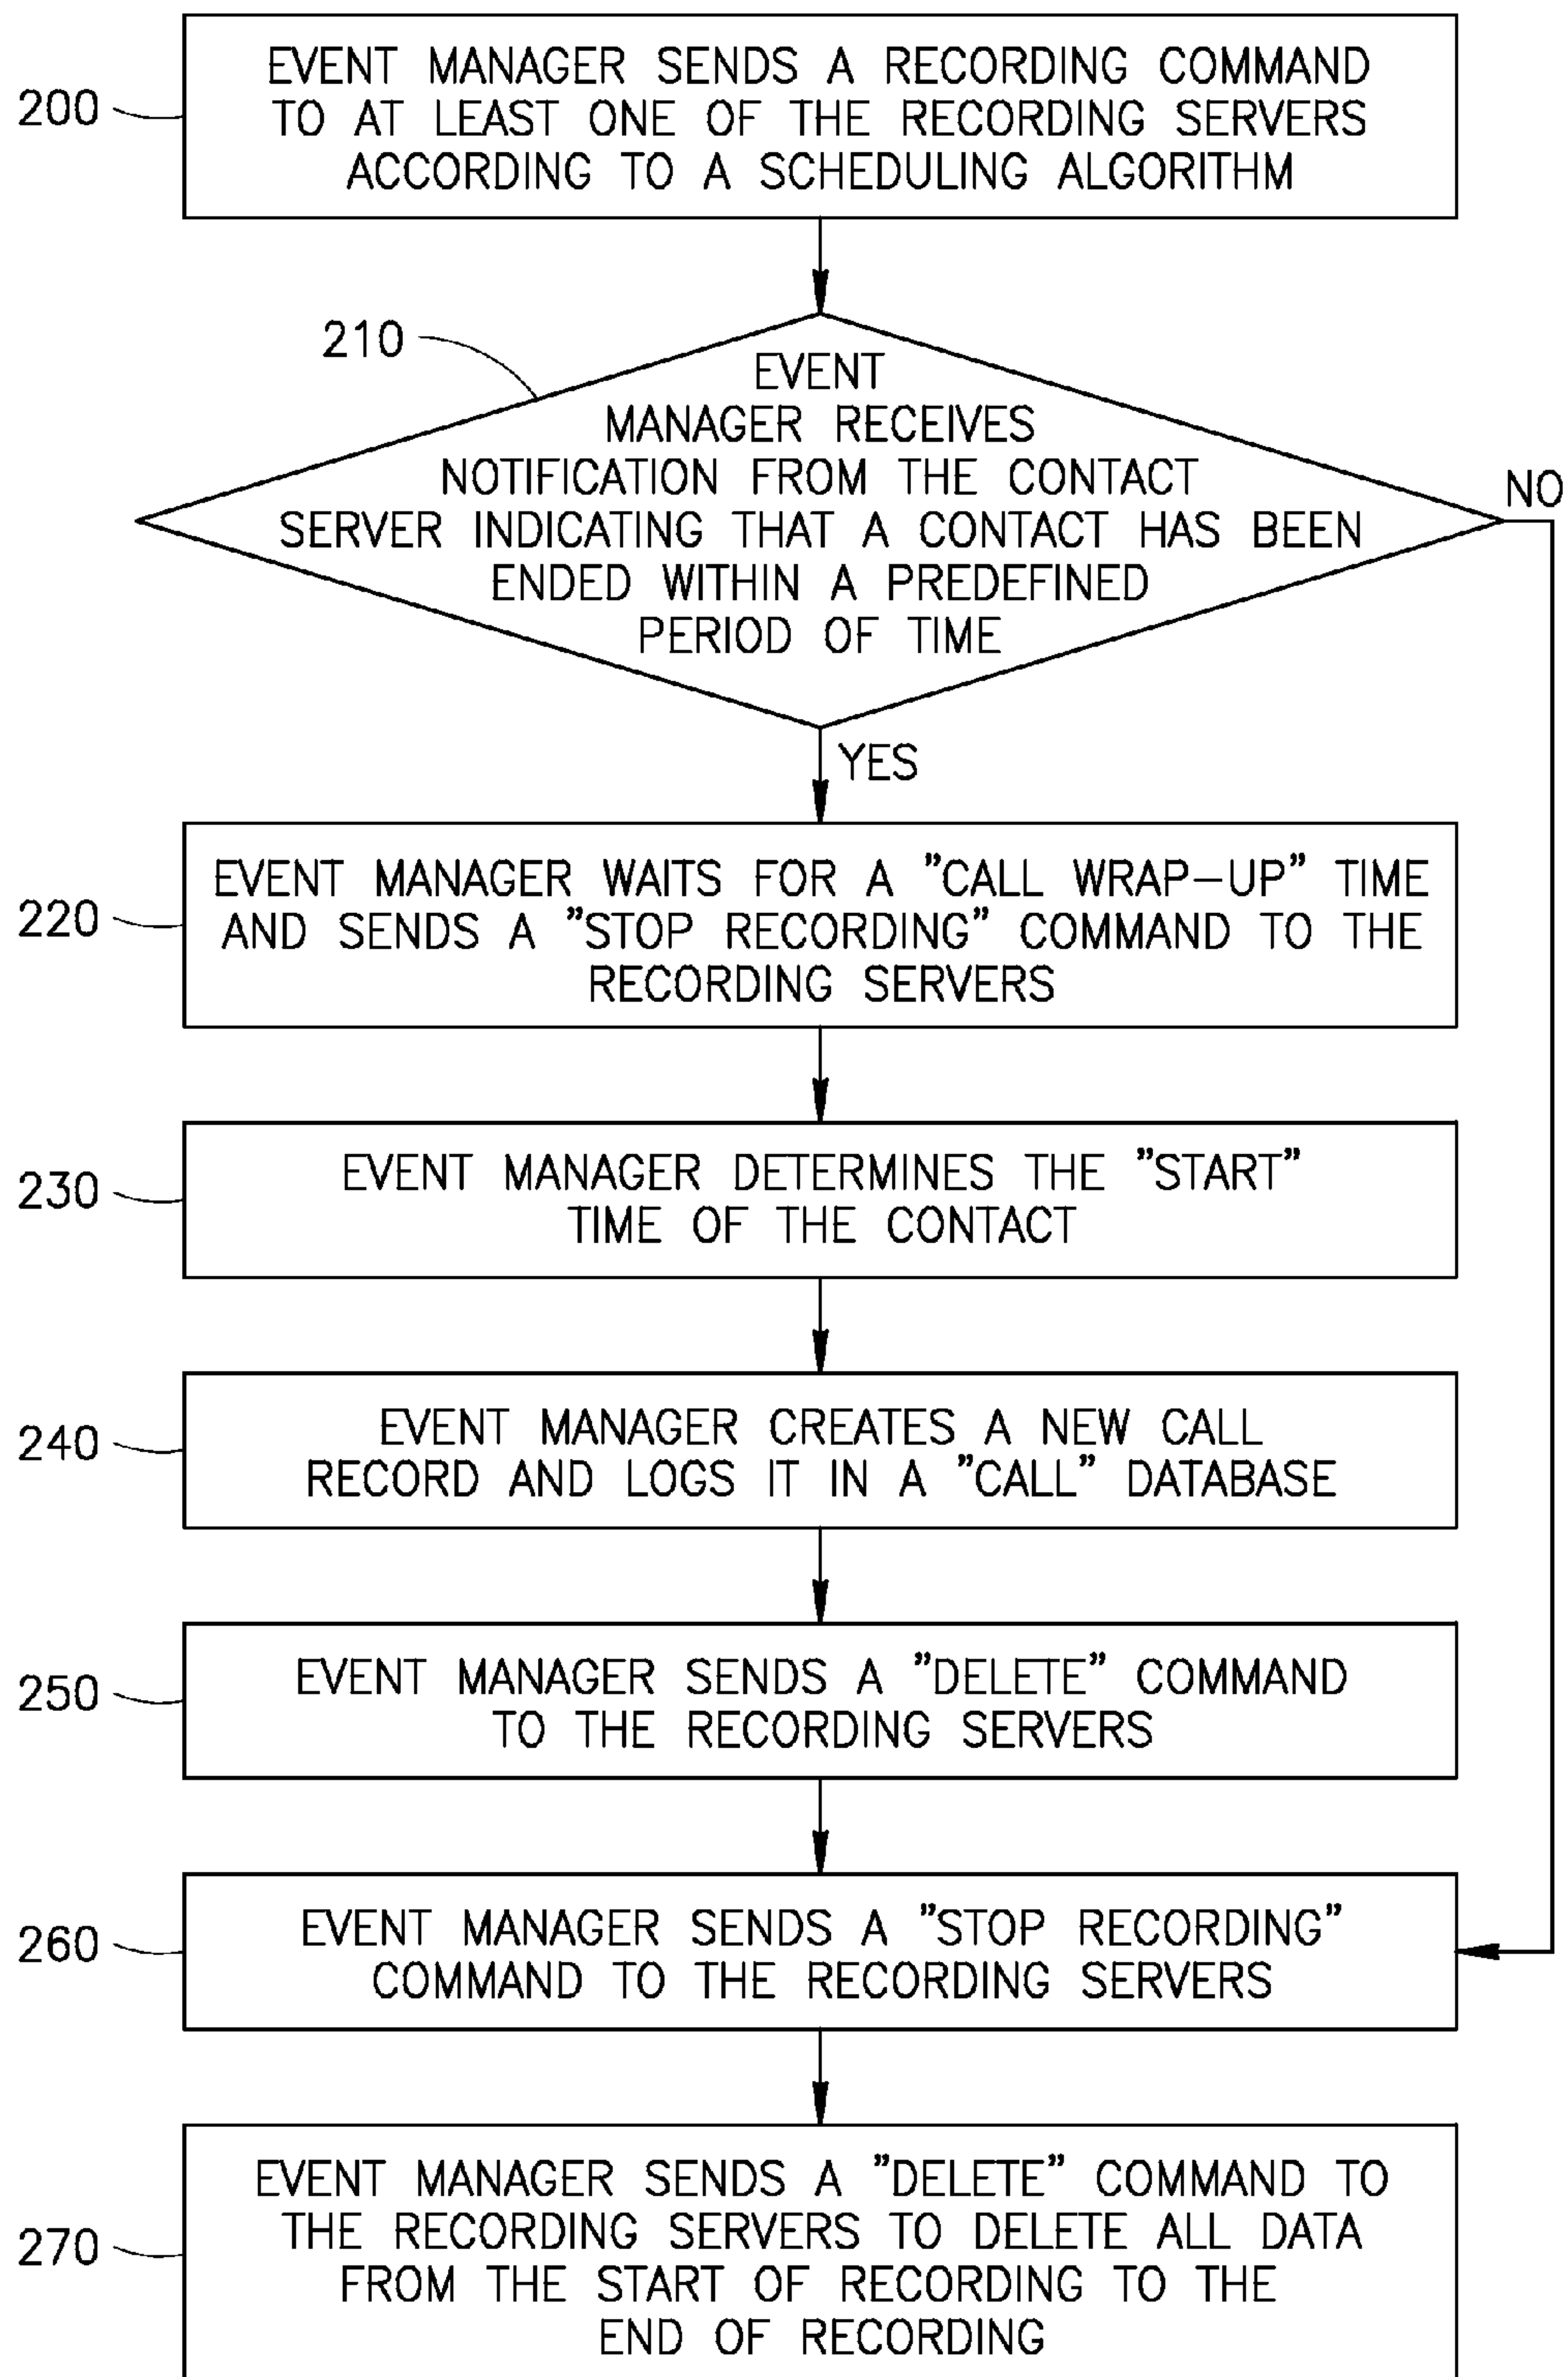 200
EVENT MANAGER SENDS A RECORDING COMMAND
TO AT LEAST ONE OF THE RECORDING SERVERS
ACCORDING TO A SCHEDULING ALGORITHM
210
EVENT
MANAGER RECEIVES
NOTIFICATION FROM THE CONTACT
SERVER INDICATING THAT A CONTACT HAS BEEN
ENDED WITHIN A PREDEFINED
PERIOD OF TIME
NO
YES
220
EVENT MANAGER WAITS FOR A ”CALL WRAP–UP” TIME
AND SENDS A ”STOP RECORDING” COMMAND TO THE
RECORDING SERVERS
230
EVENT MANAGER DETERMINES THE ”START”
TIME OF THE CONTACT
240
EVENT MANAGER CREATES A NEW CALL
RECORD AND LOGS IT IN A ”CALL” DATABASE
250
EVENT MANAGER SENDS A ”DELETE” COMMAND
TO THE RECORDING SERVERS
260
EVENT MANAGER SENDS A ”STOP RECORDING”
COMMAND TO THE RECORDING SERVERS
270
EVENT MANAGER SENDS A ”DELETE” COMMAND TO
THE RECORDING SERVERS TO DELETE ALL DATA
FROM THE START OF RECORDING TO THE
END OF RECORDING